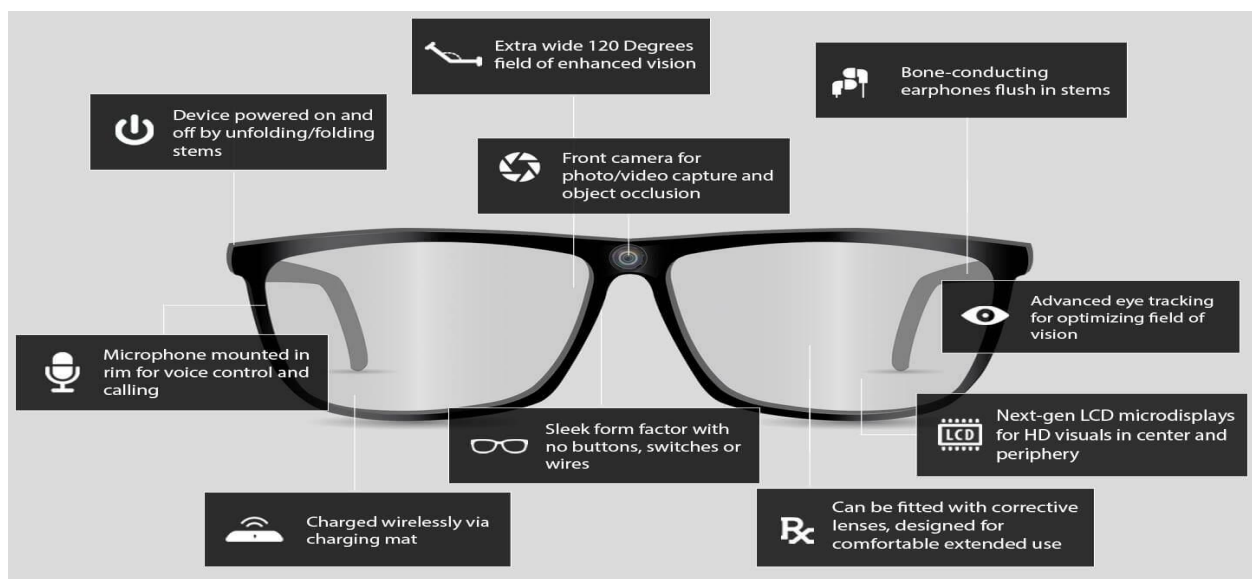 Extra wide 120 Degrees
field of enhanced vision
Bone-conducting
earphones flush in stems
Device powered on and
off by unfolding/folding
stems
Front camera for
photo/video capture and
object occlusion
Advanced eye tracking
for optimizing field of
vision
Microphone mounted in
rim for voice control and
calling
Sleek form factor with
no buttons, switches or
wires
LCD
Next-gen LCD microdisplays
for HD visuals in center and
periphery
Charged wirelessly via
charging mat
Rx
Can be fitted with corrective
lenses, designed for
comfortable extended use